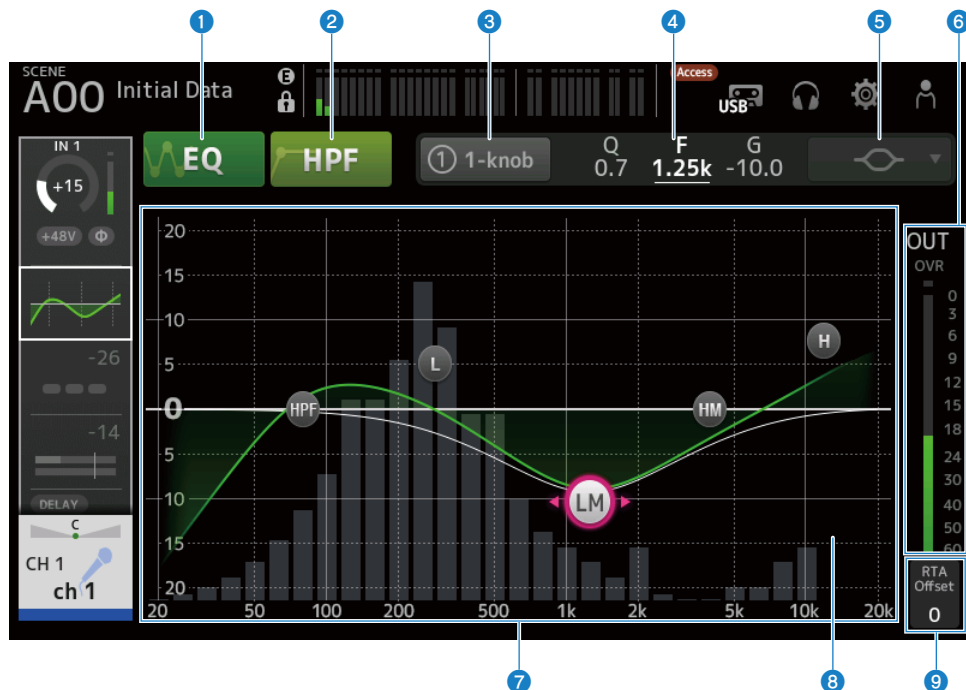 1 2 3 4 5 6
SCENE
A00 Initial Data
E
Access
USB
IN 1
+15
+48V Φ
EQ
HPF
1 1-knob
Q F G
0.7 1.25k -10.0
OUT
OVR
0
3
6
9
12
15
18
24
30
40
50
60
-26
-14
DELAY
C
CH 1
ch 1
20
15
10
5
0
5
10
15
20
HPF
L
LM
HM
H
20 50 100 200 500 1k 2k 5k 10k 20k
RTA
Offset
0
7 8 9